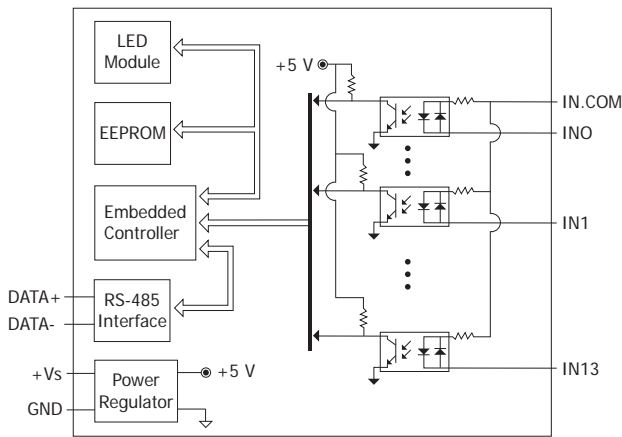 LED
Module
EEPROM
Embedded
Controller
RS-485
Interface
Power
Regulator
DATA+
DATA-
+Vs
GND
+5 V
+5 V
IN.COM
INO
IN1
IN13